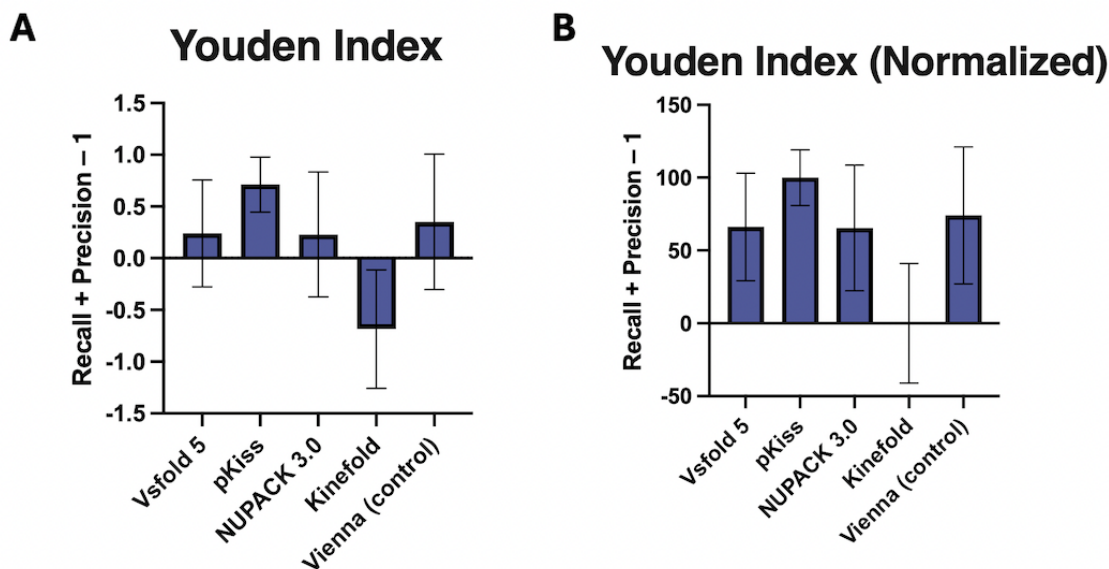 A
Youden Index
Recall + Precision – 1
1.5
1.0
0.5
0.0
-0.5
-1.0
-1.5
Vsfold 5
pKiss
NUPACK 3.0
Kinefold
Vienna (control)
B
Youden Index (Normalized)
Recall + Precision – 1
150
100
50
0
-50
Vsfold 5
pKiss
NUPACK 3.0
Kinefold
Vienna (control)